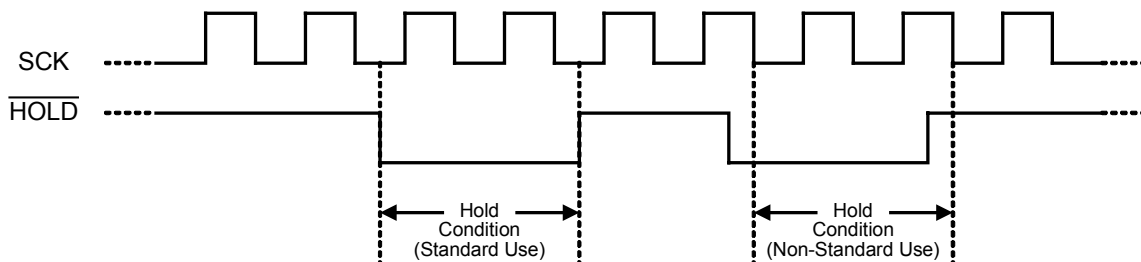 SCK
HOLD
Hold
Condition
(Standard Use)
Hold
Condition
(Non-Standard Use)